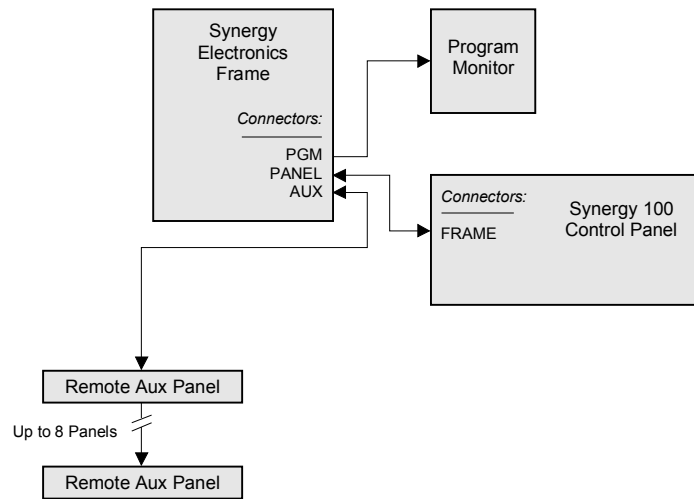 Synergy
Electronics
Frame
Connectors:
PGM
PANEL
AUX
Program
Monitor
Connectors:
FRAME
Synergy 100
Control Panel
Remote Aux Panel
Up to 8 Panels
Remote Aux Panel